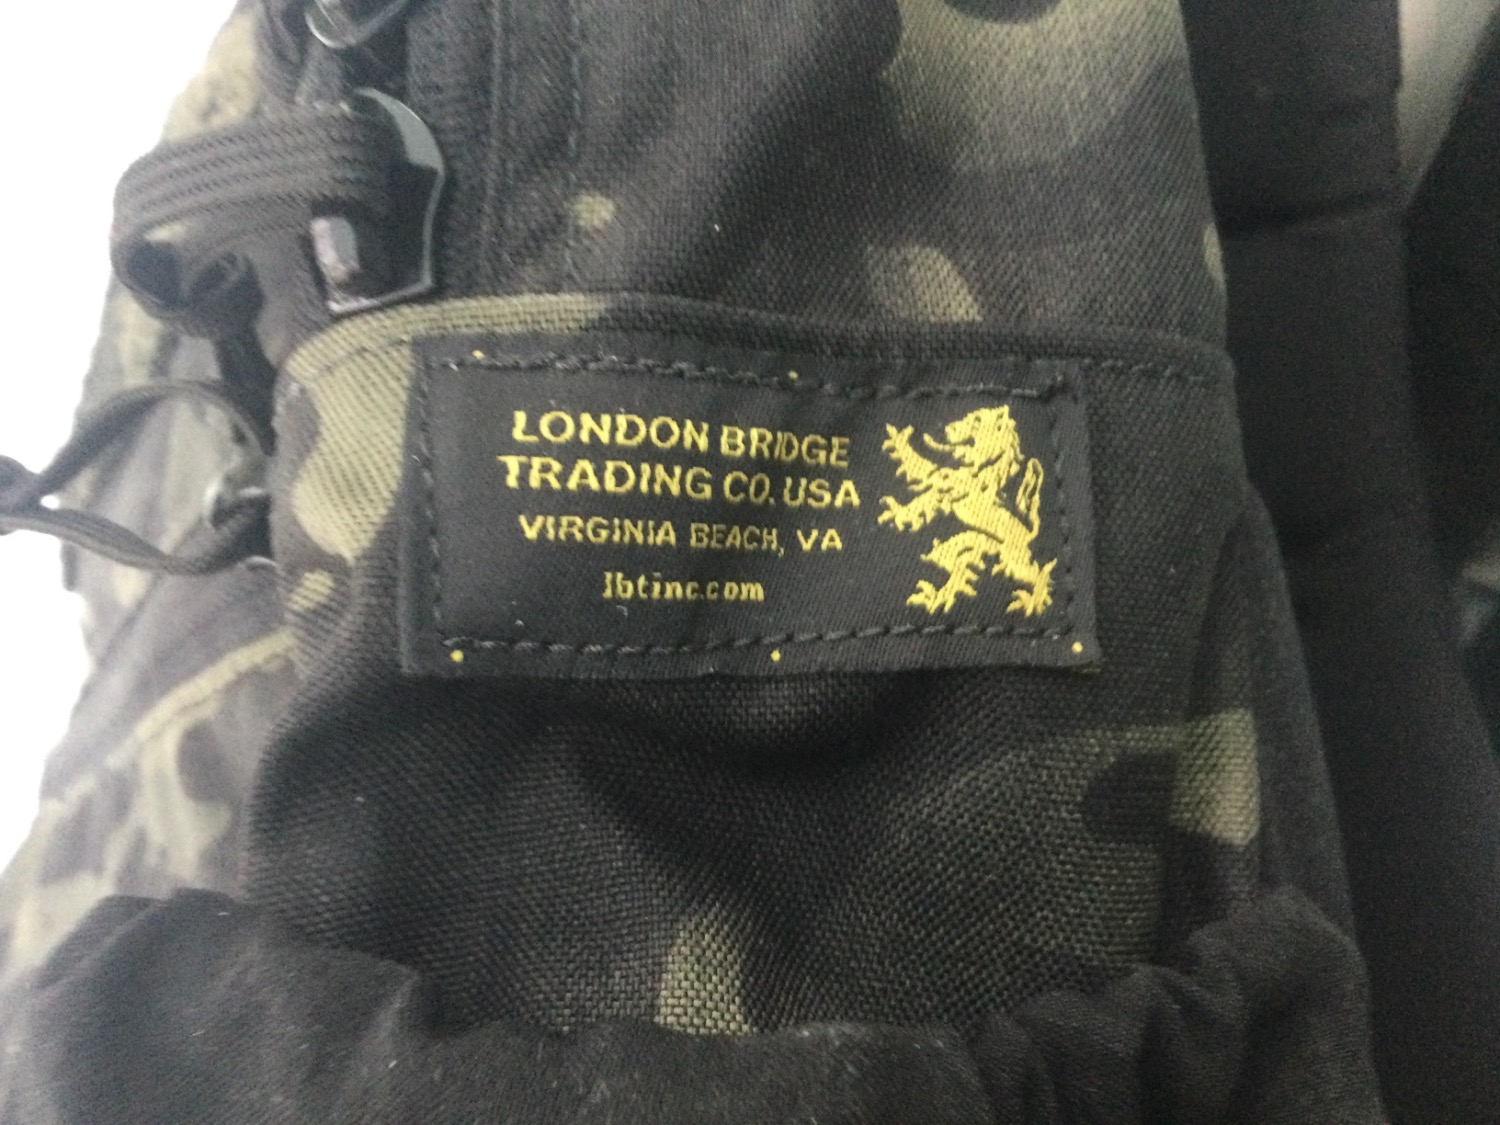 LONDON BRIDGE
TRADING CO. USA
VIRGINIA BEACH, VA
lbtinc.com